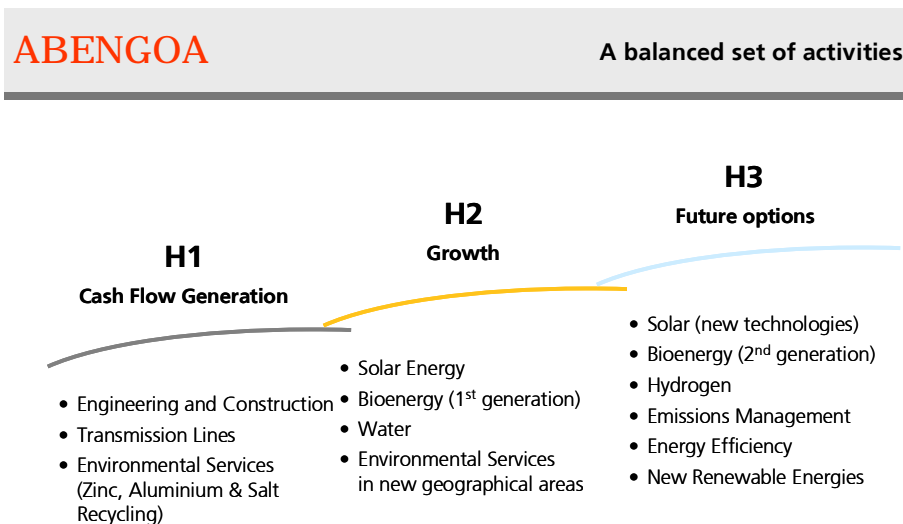 ABENGOA
A balanced set of activities
H1
Cash Flow Generation
• Engineering and Construction
• Transmission Lines
• Environmental Services
(Zinc, Aluminium & Salt
Recycling)
H2
Growth
• Solar Energy
• Bioenergy (1st generation)
• Water
• Environmental Services
in new geographical areas
H3
Future options
• Solar (new technologies)
• Bioenergy (2nd generation)
• Hydrogen
• Emissions Management
• Energy Efficiency
• New Renewable Energies